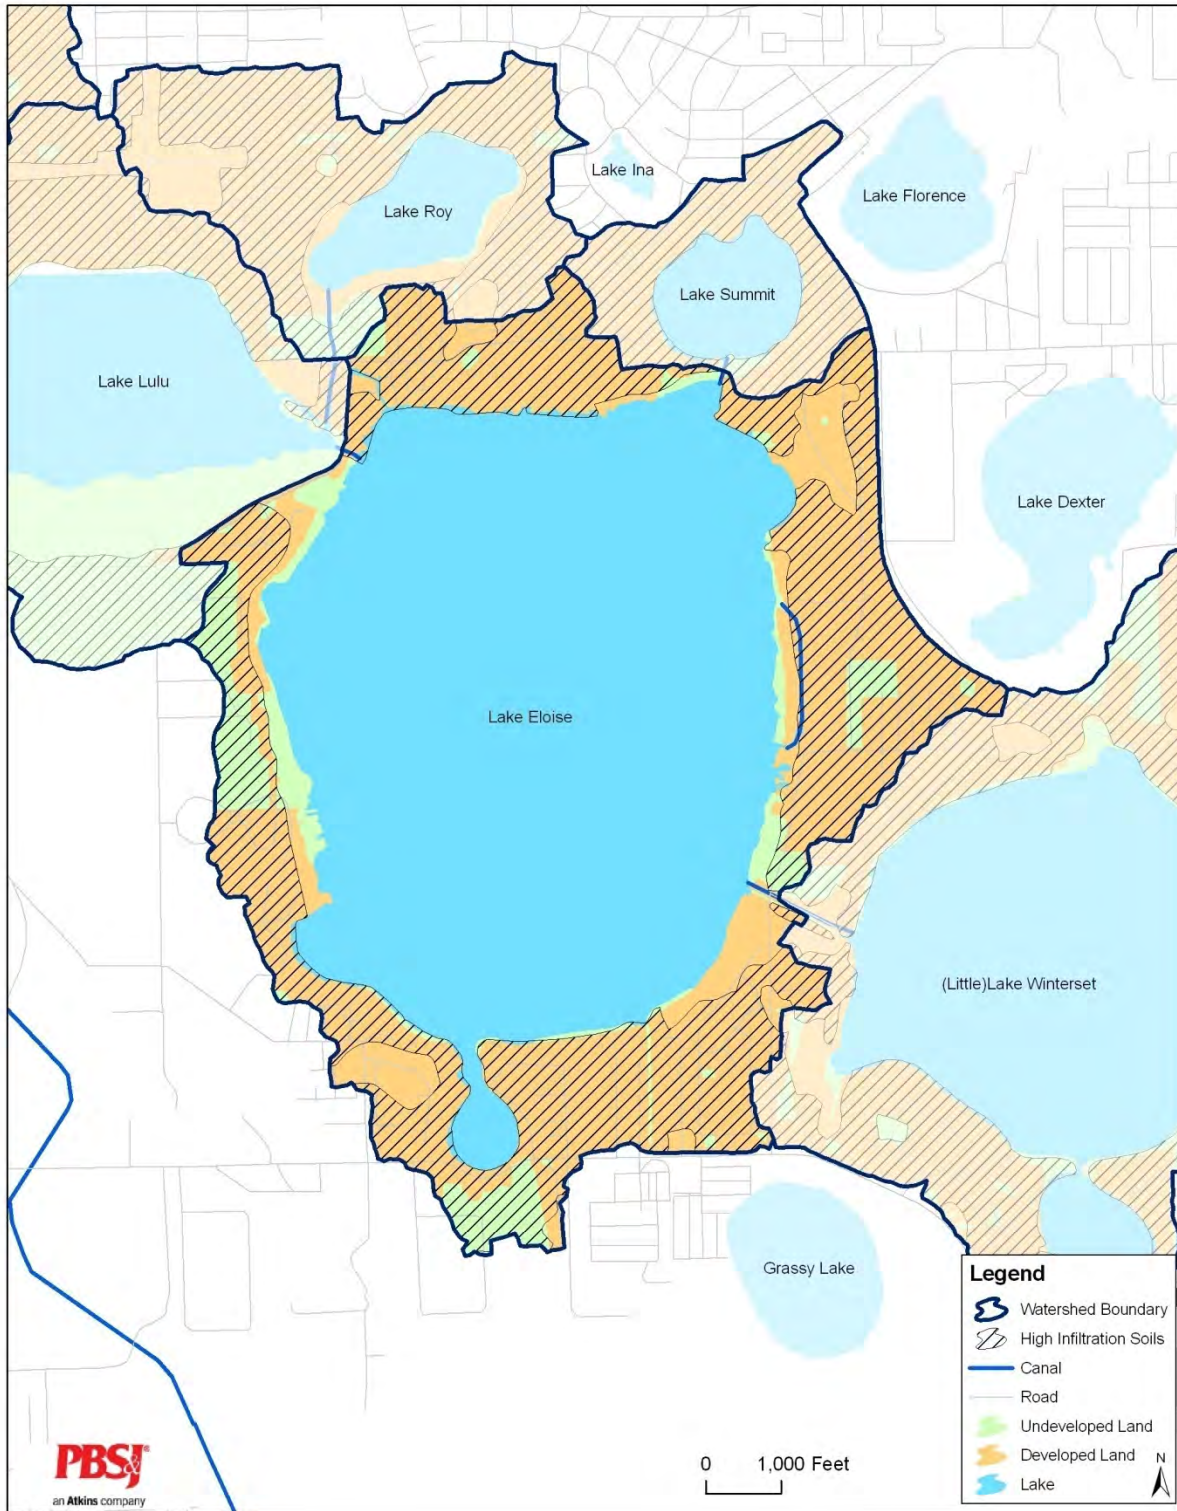 Lake Ina
Lake Florence
Lake Roy
Lake Summit
Lake Lulu
Lake Dexter
Lake Eloise
(Little)Lake Winterset
Grassy Lake
Legend
Watershed Boundary
High Infiltration Soils
Canal
Road
Undeveloped Land
Developed Land
Lake
N
0 1,000 Feet
PBS&J®
an Atkins company